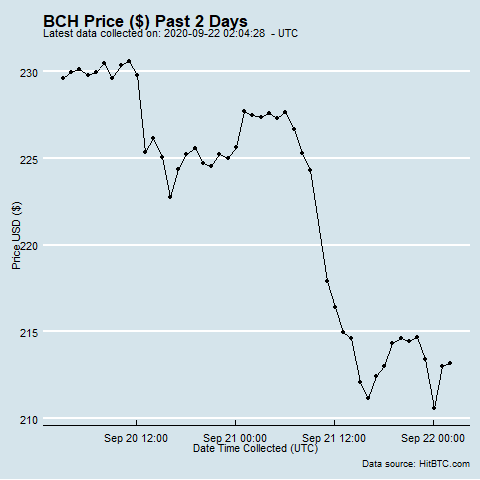 BCH Price ($) Past 2 Days
Latest data collected on: 2020-09-22 02:04:28 - UTC
230
225
220
215
210
Price USD ($)
Sep 20 12:00 Sep 21 00:00 Sep 21 12:00 Sep 22 00:00
Date Time Collected (UTC)
Data source: HitBTC.com